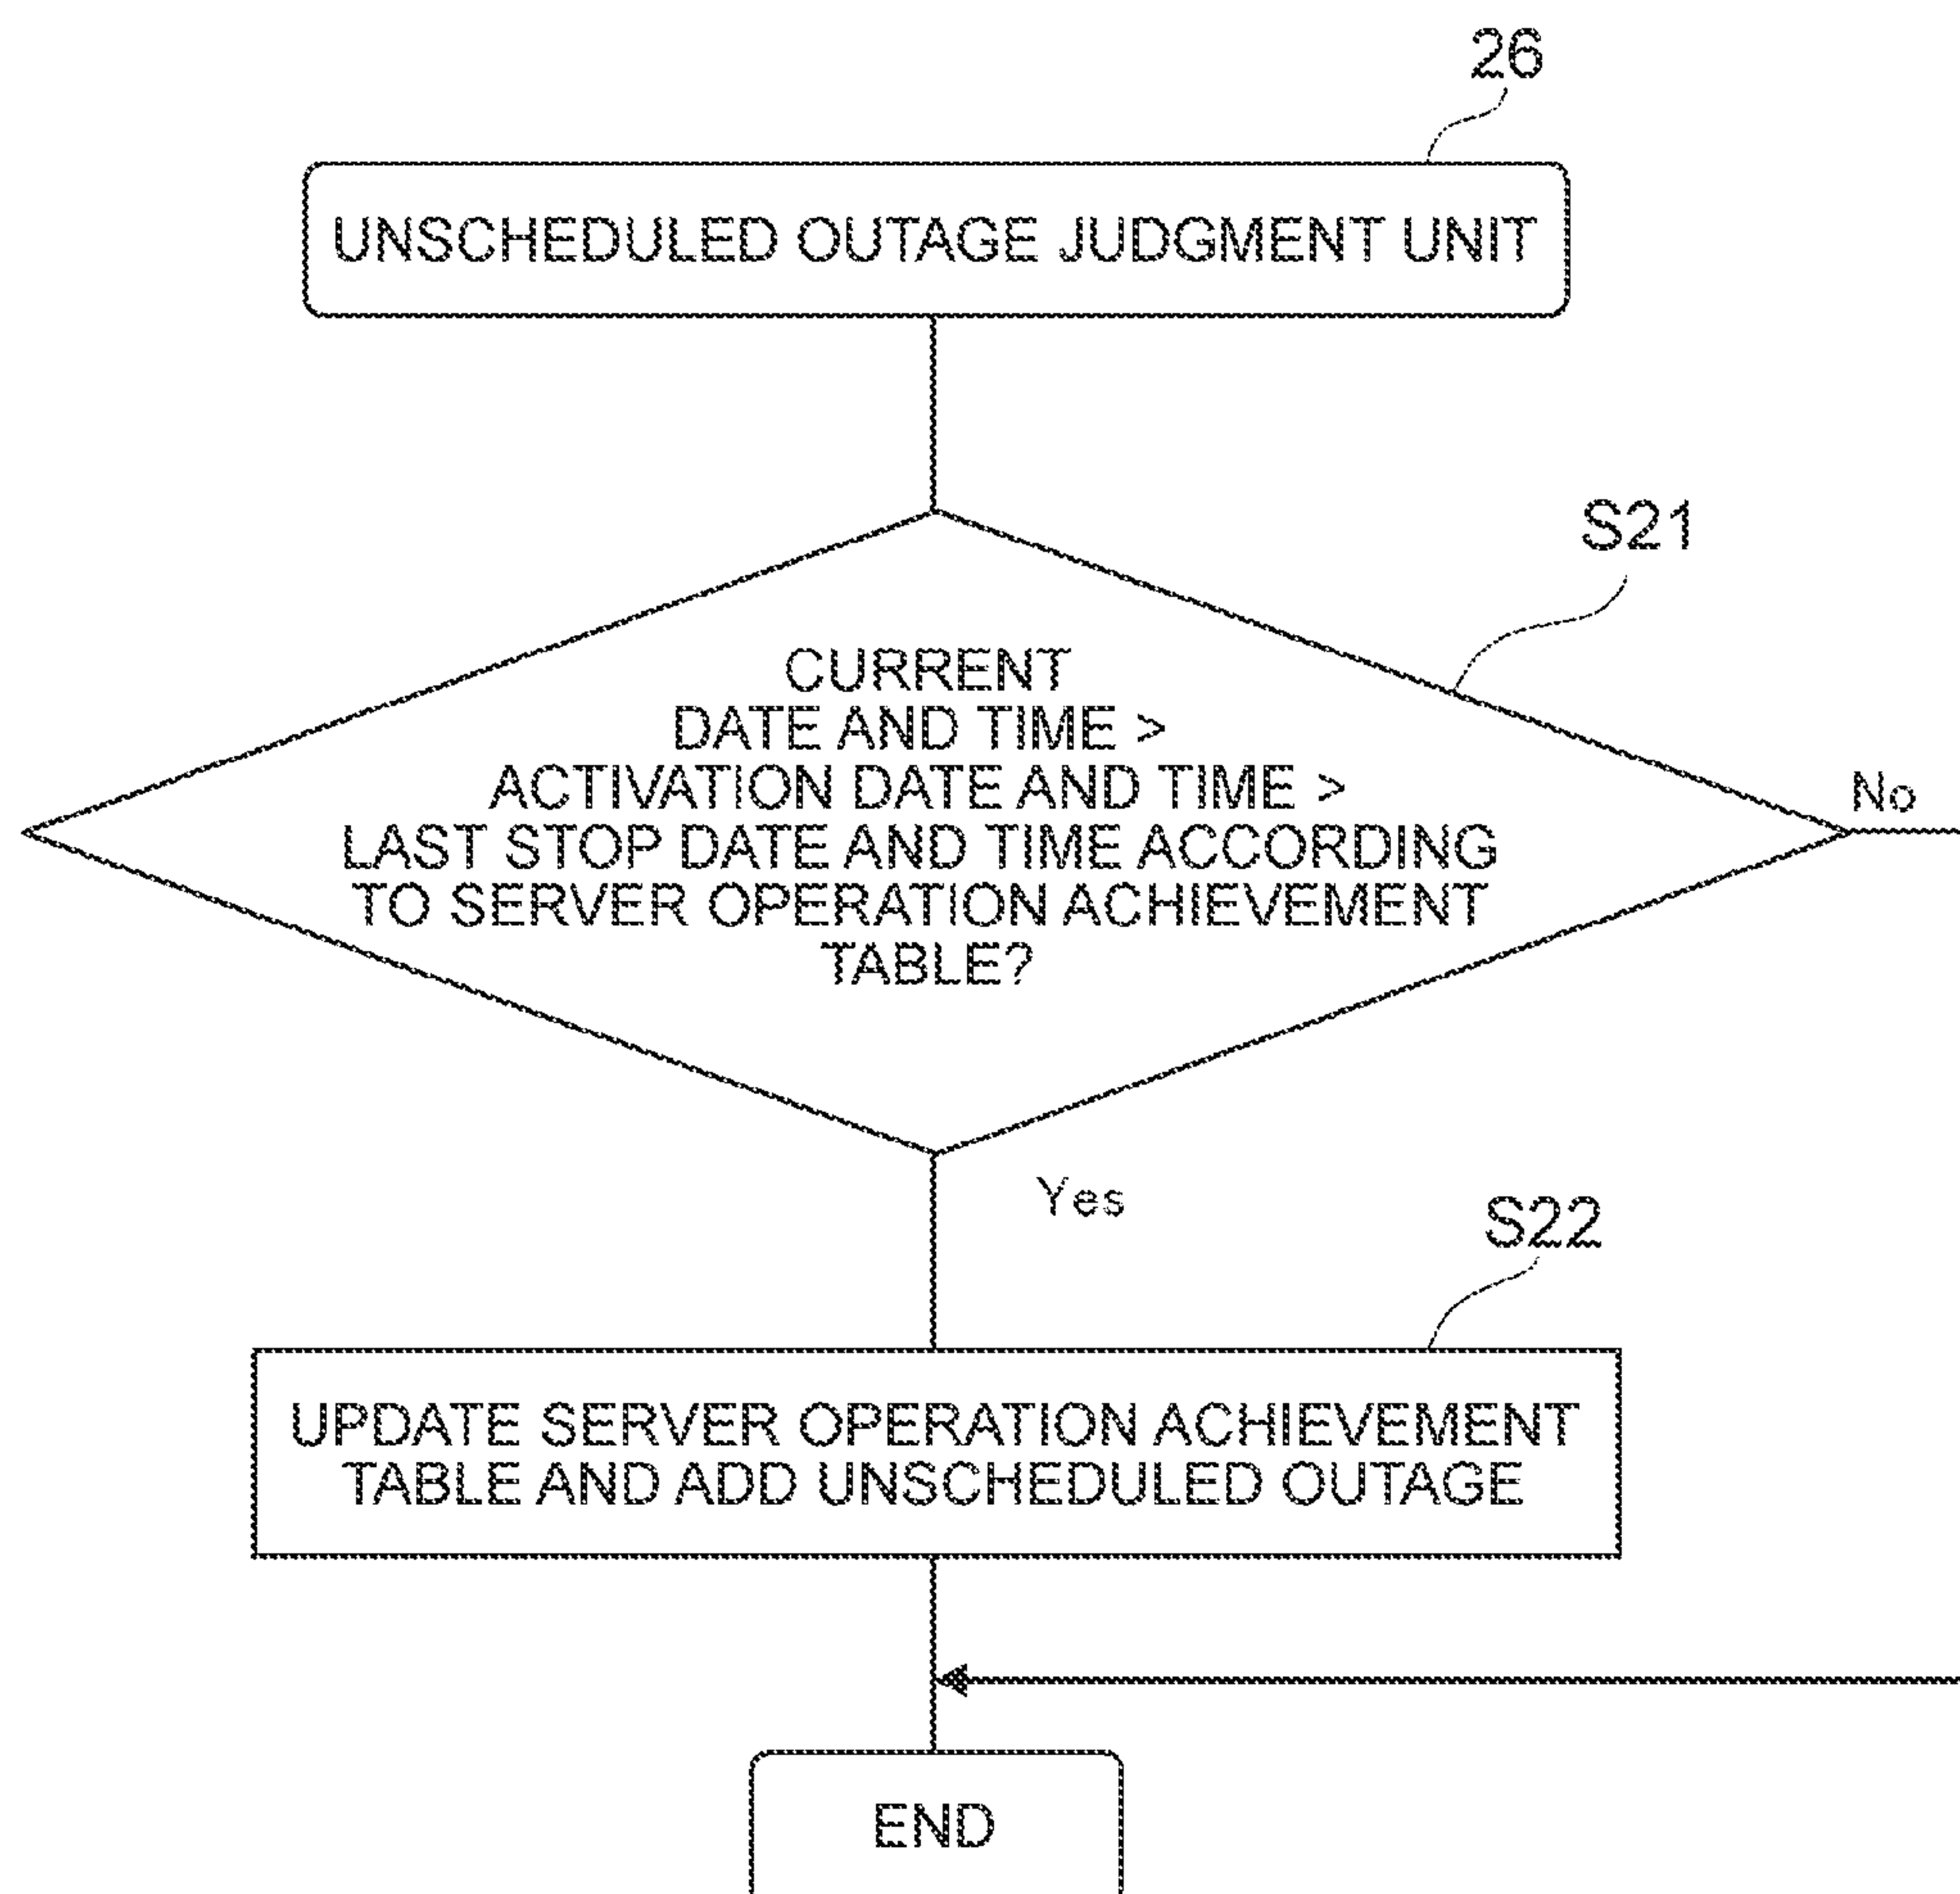 26
UNSCHEDULED OUTAGE JUDGMENT UNIT
S21
CURRENT
DATE AND TIME >
ACTIVATION DATE AND TIME >
LAST STOP DATE AND TIME ACCORDING
TO SERVER OPERATION ACHIEVEMENT
TABLE?
No
Yes
S22
UPDATE SERVER OPERATION ACHIEVEMENT
TABLE AND ADD UNSCHEDULED OUTAGE
END